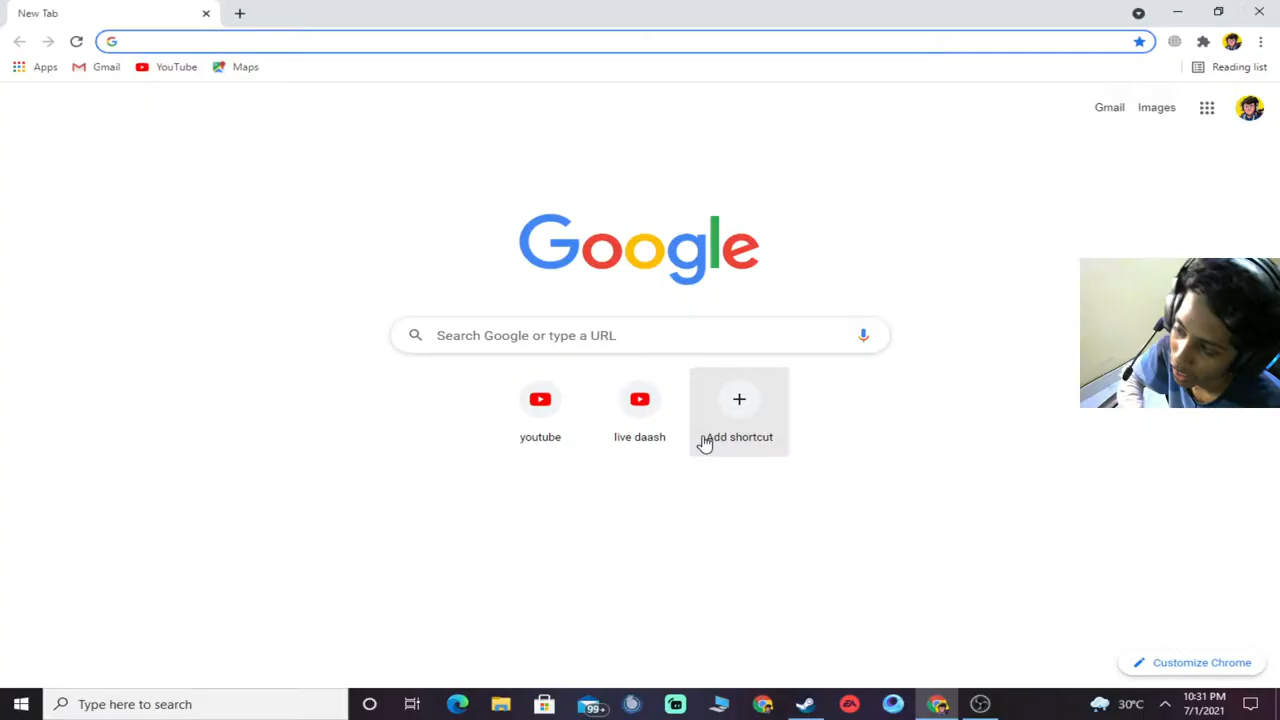 New Tab
Apps
Gmail
YouTube
Maps
Reading list
Gmail
Images
Google
Search Google or type a URL
youtube
live daash
Add shortcut
Customize Chrome
Type here to search
99+
EA
30°C
10:31 PM
7/1/2021